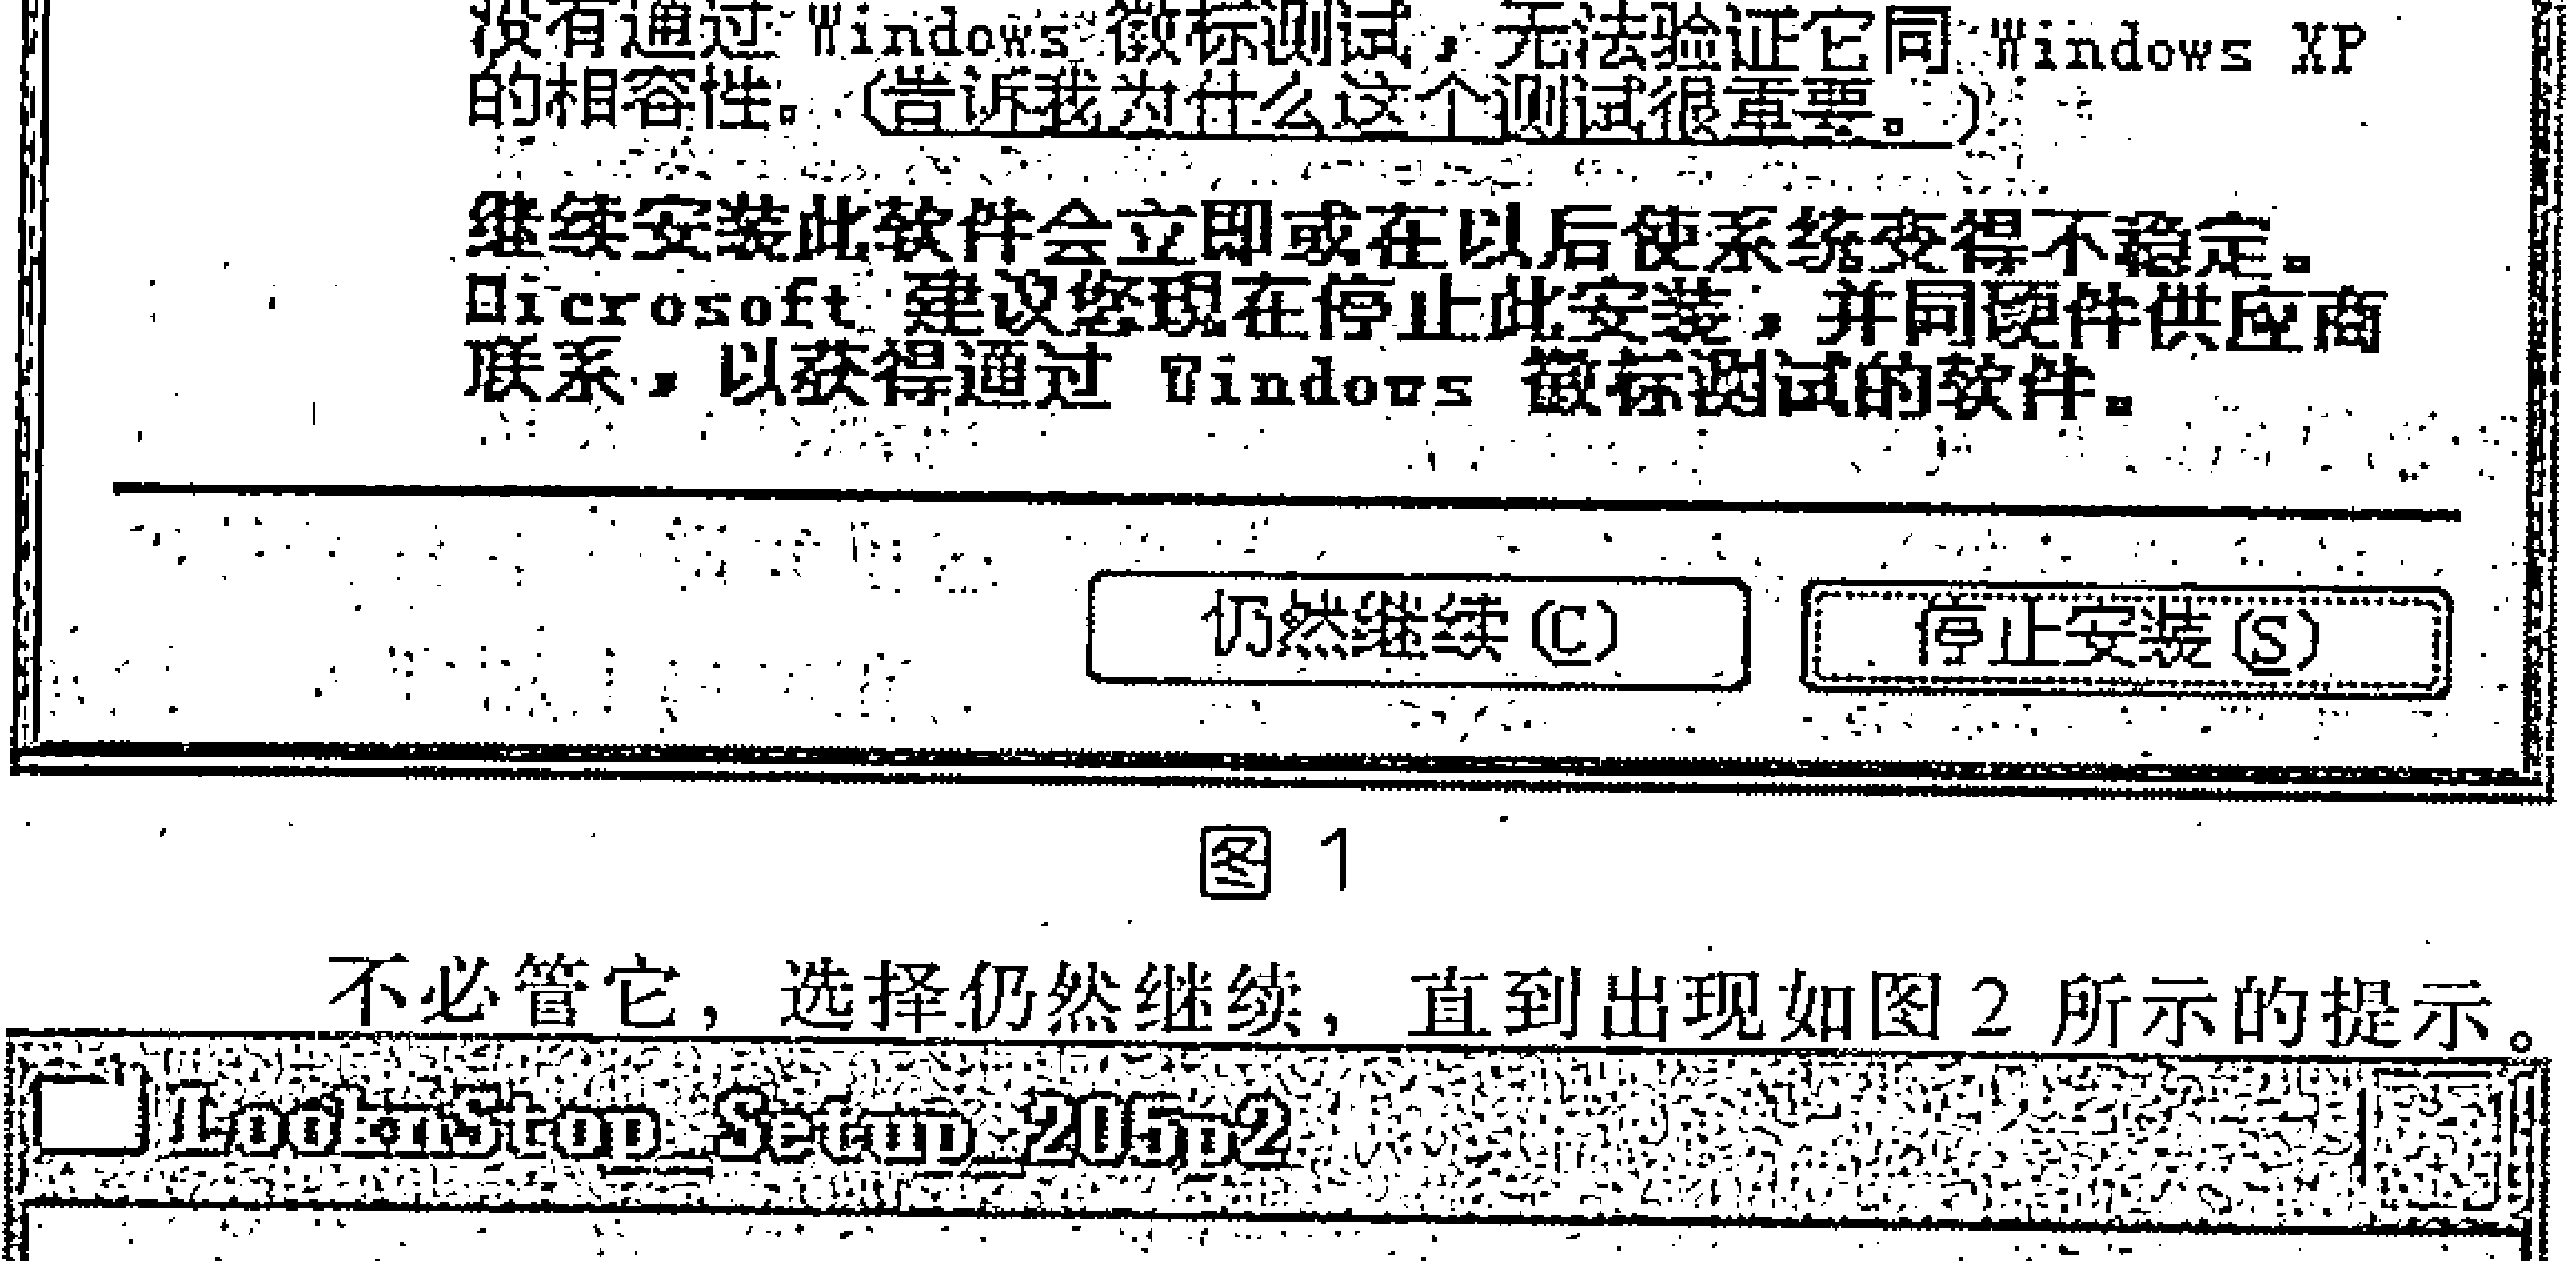 没有通过 Windows 徽标测试，无法验证它同 Windows XP
的相容性。(告诉我为什么这个测试很重要。)
继续安装此软件会立即或在以后使系统变得不稳定。
Microsoft 建议您现在停止此安装，并同硬件供应商
联系，以获得通过 Windows 徽标测试的软件。
仍然继续(C) 停止安装(S)
图 1
不必管它，选择仍然继续，直到出现如图 2 所示的提示。
LooknStop_Setup_205p2